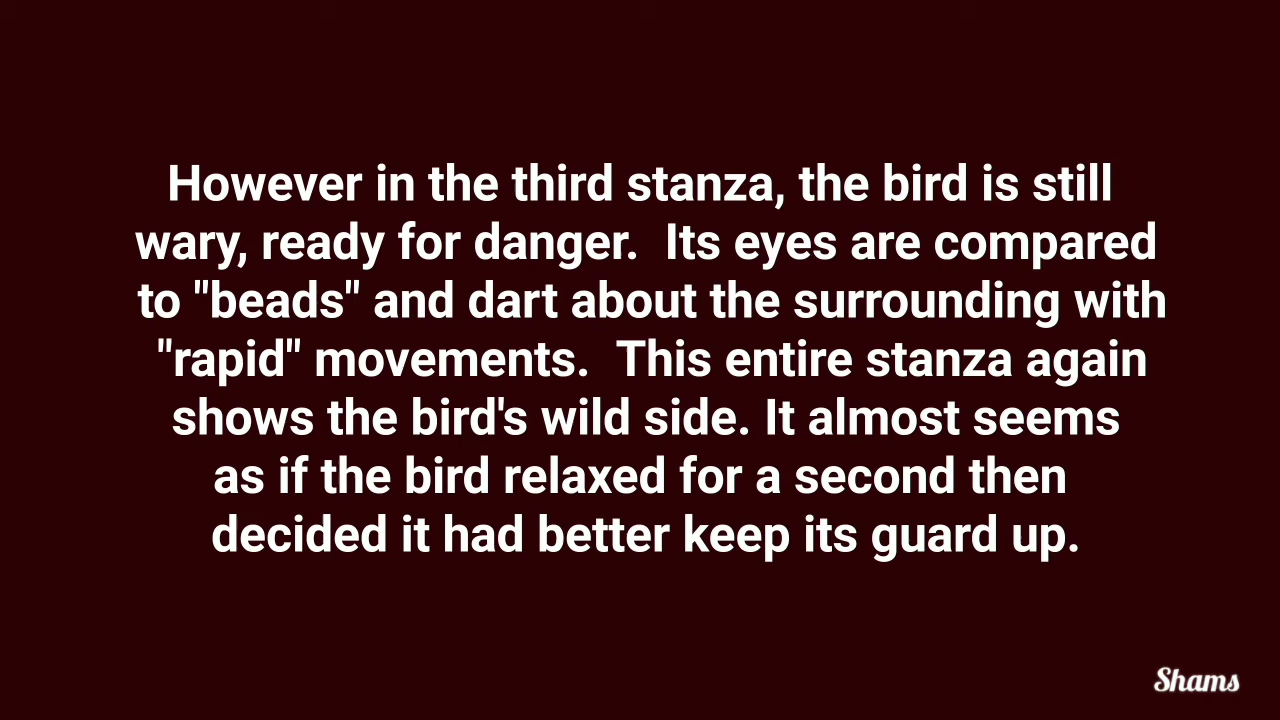 However in the third stanza, the bird is still
wary, ready for danger.  Its eyes are compared
to "beads" and dart about the surrounding with
"rapid" movements.  This entire stanza again
shows the bird's wild side. It almost seems
as if the bird relaxed for a second then
decided it had better keep its guard up.
Shams